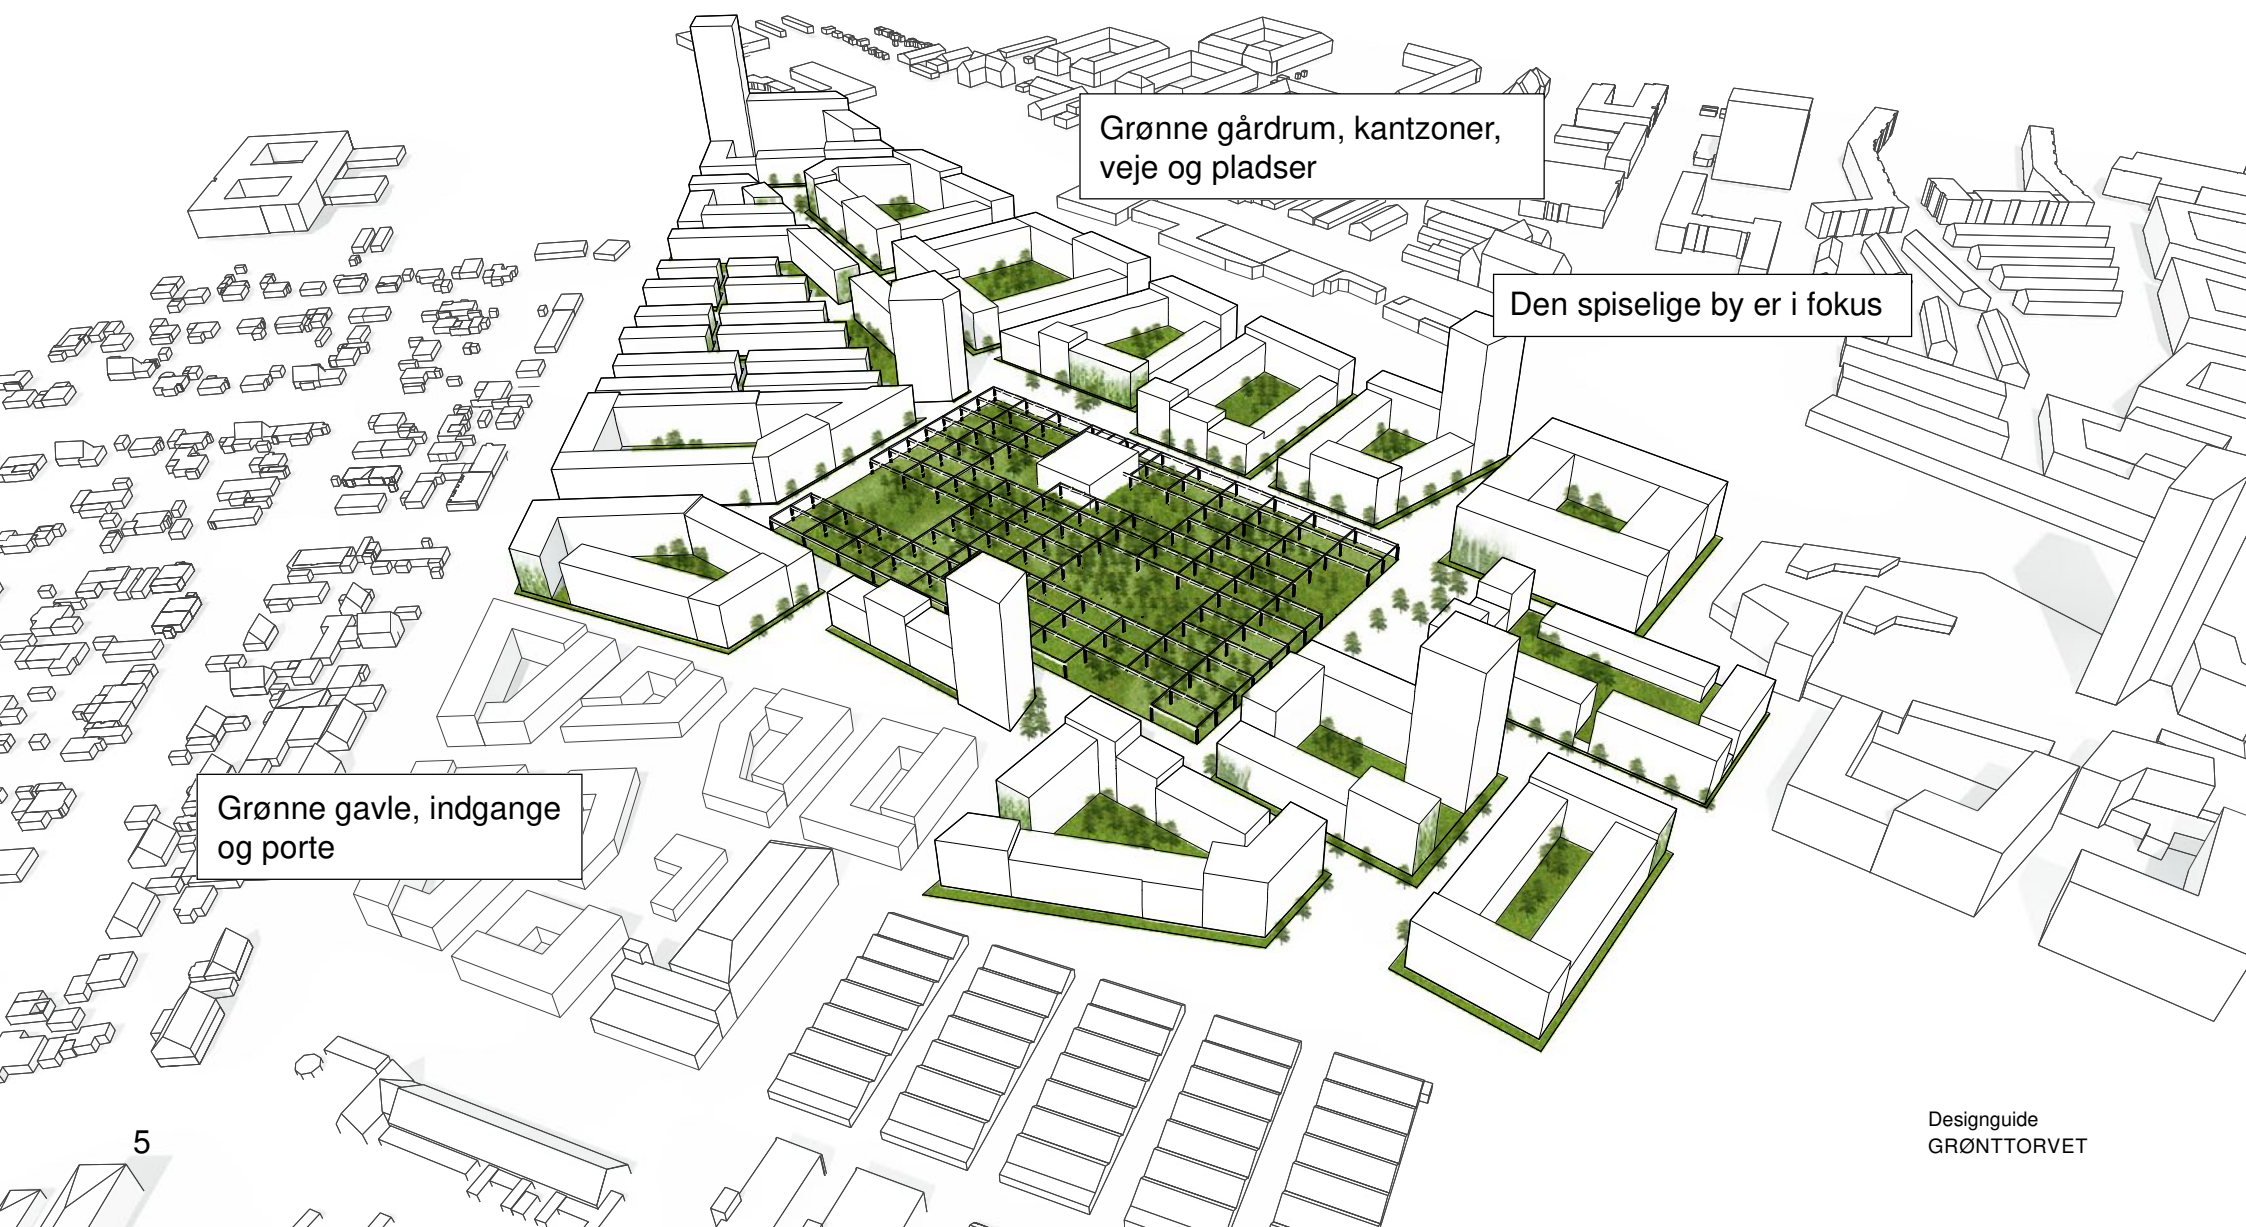 Grønne gårdrum, kantzoner,
veje og pladser
Den spiselige by er i fokus
Grønne gavle, indgange
og porte
5
Designguide
GRØNTTORVET